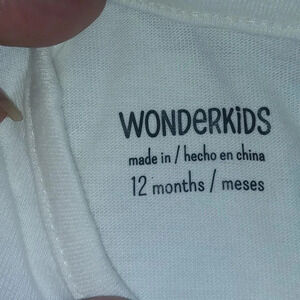 WONDERKIDS
made in / hecho en china
12 months / meses